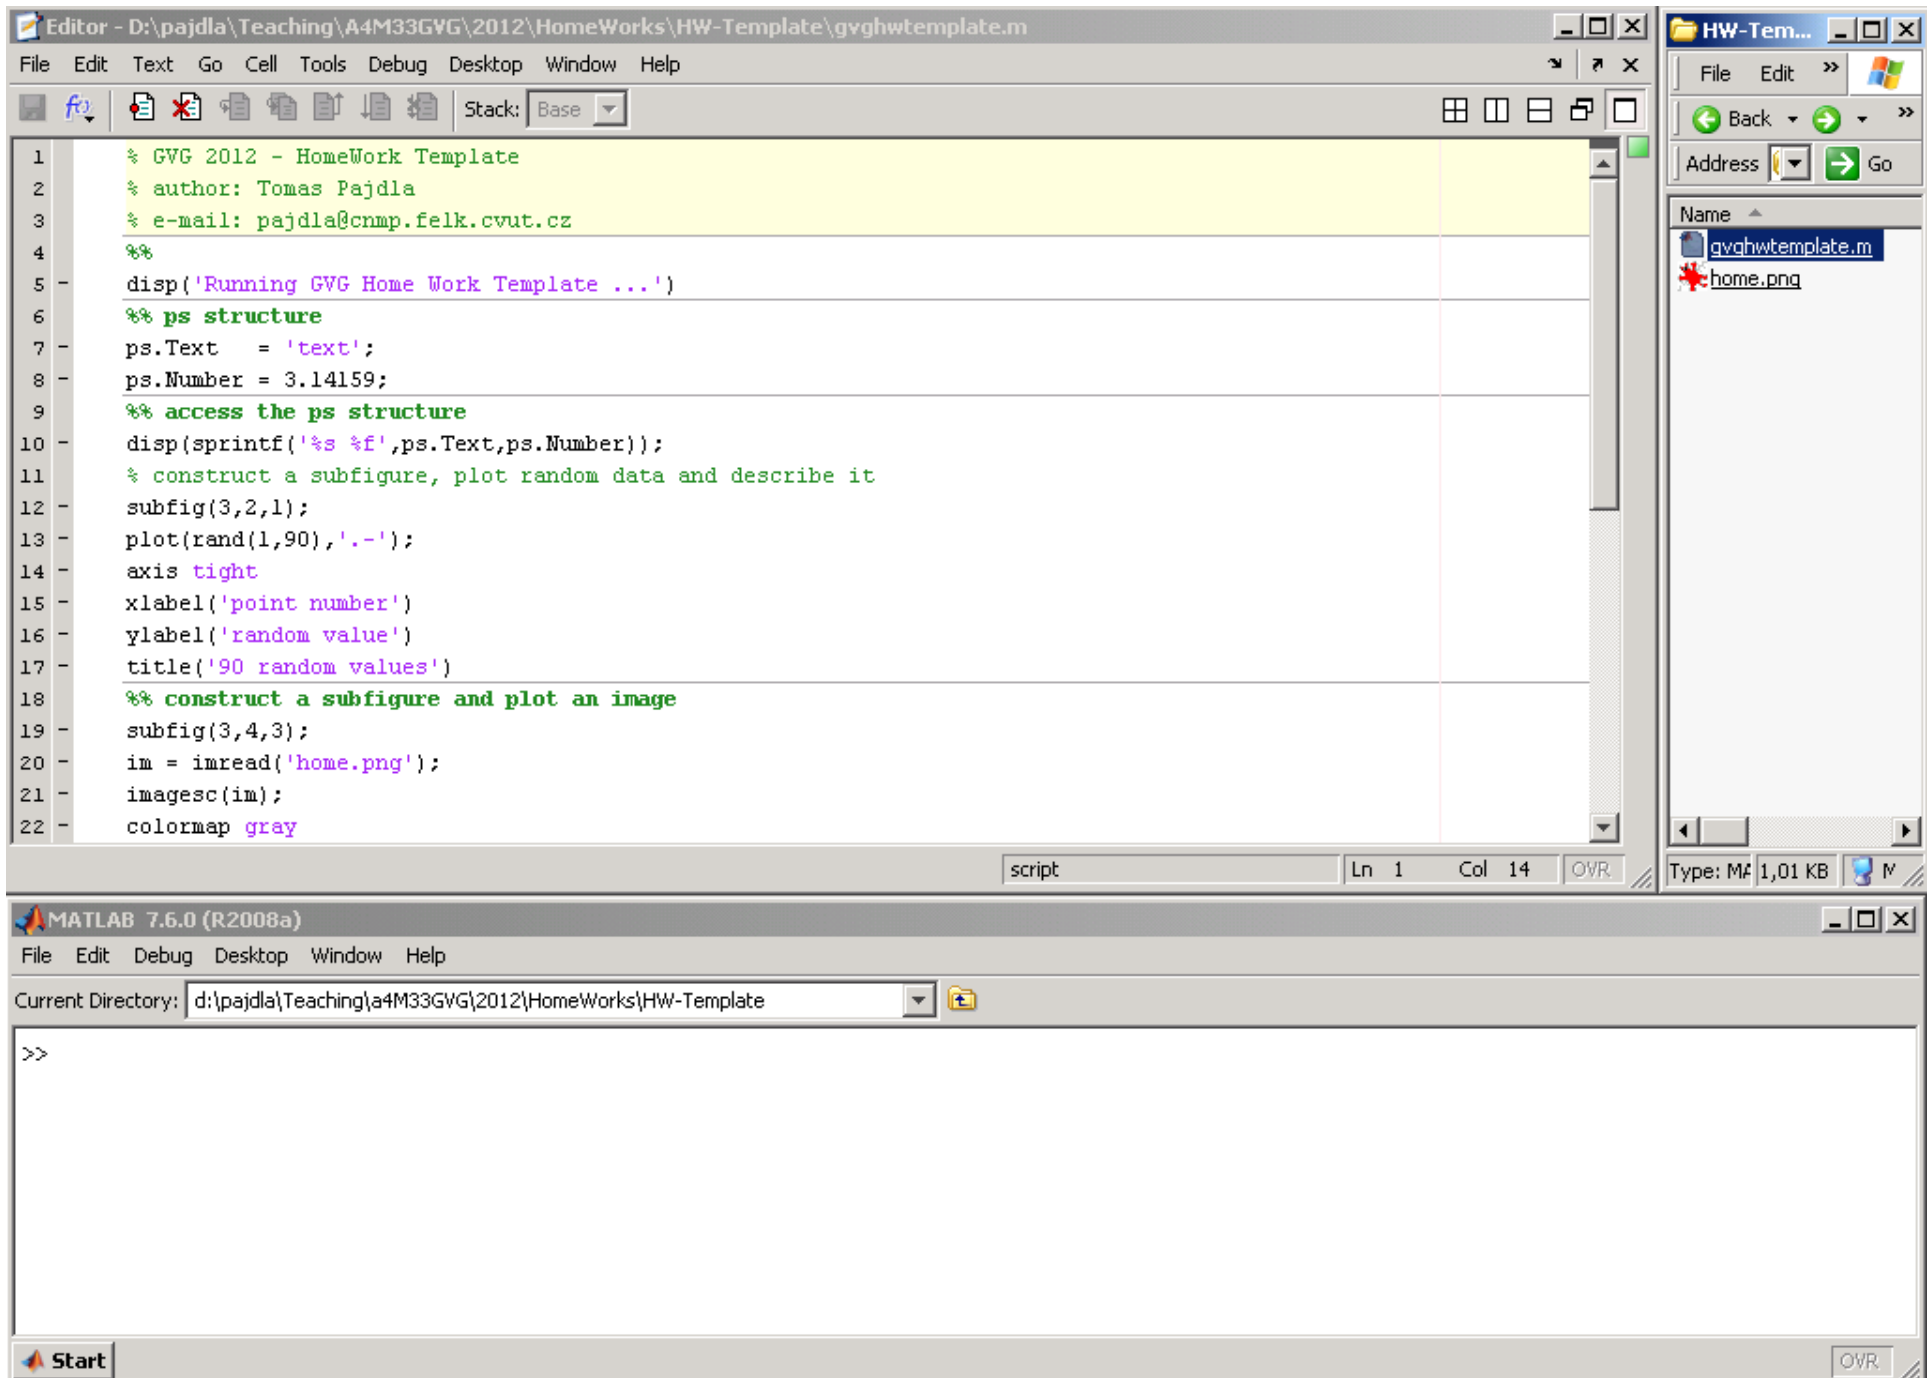 Editor - D:\pajdla\Teaching\A4M33GVG\2012\HomeWorks\HW-Template\gvghwtemplate.m
File Edit Text Go Cell Tools Debug Desktop Window Help
Stack: Base
1 % GVG 2012 - HomeWork Template
2 % author: Tomas Pajdla
3 % e-mail: pajdla@cnmp.felk.cvut.cz
4 %%
5 - disp('Running GVG Home Work Template ...')
6 %% ps structure
7 - ps.Text   = 'text';
8 - ps.Number = 3.14159;
9 %% access the ps structure
10 - disp(sprintf('%s %f',ps.Text,ps.Number));
11 % construct a subfigure, plot random data and describe it
12 - subfig(3,2,1);
13 - plot(rand(1,90),'.-');
14 - axis tight
15 - xlabel('point number')
16 - ylabel('random value')
17 - title('90 random values')
18 %% construct a subfigure and plot an image
19 - subfig(3,4,3);
20 - im = imread('home.png');
21 - imagesc(im);
22 - colormap gray
script Ln 1 Col 14 OVR
HW-Tem...
File Edit »
Back »
Address Go
Name
gvghwtemplate.m
home.png
Type: MA 1,01 KB M
MATLAB 7.6.0 (R2008a)
File Edit Debug Desktop Window Help
Current Directory: d:\pajdla\Teaching\a4M33GVG\2012\HomeWorks\HW-Template
>>
Start OVR